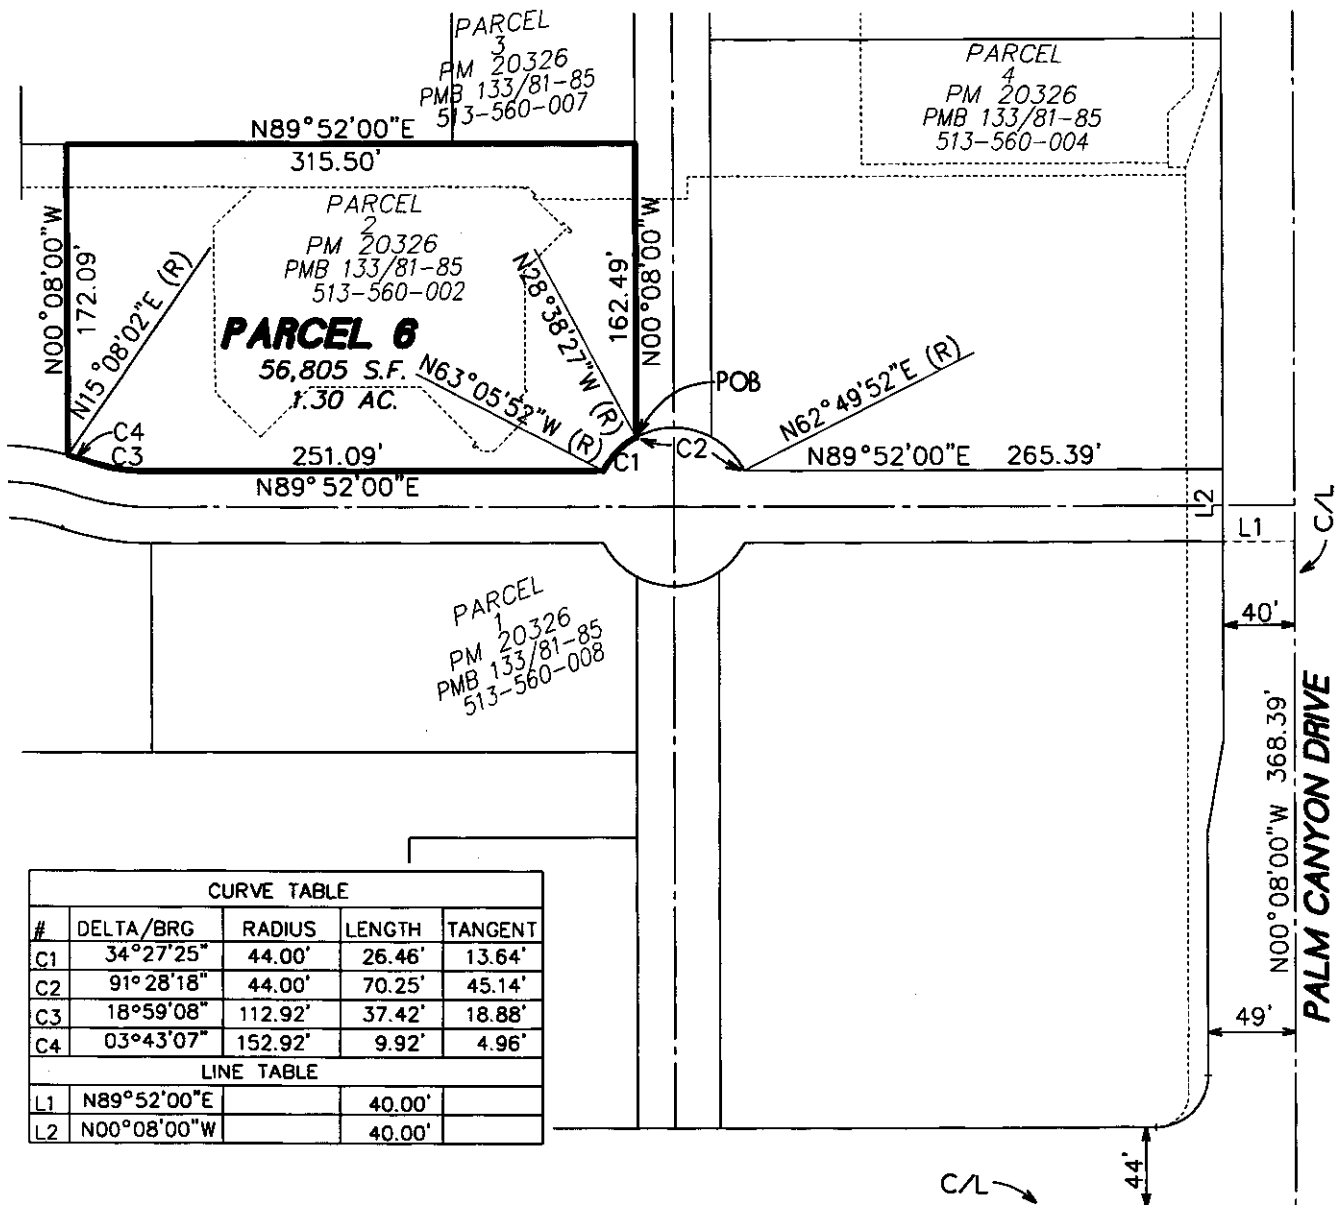 PARCEL
3
PM 20326
PMB 133/81-85
513-560-007
PARCEL
4
PM 20326
PMB 133/81-85
513-560-004
N89°52'00"E
315.50'
PARCEL
2
PM 20326
PMB 133/81-85
513-560-002
N00°08'00"W
172.09'
N15°08'02"E (R)
N28°38'27"W (R)
162.49'
N00°08'00"W
PARCEL 6
56,805 S.F.
1.30 AC.
N63°05'52"W (R)
POB
N62°49'52"E (R)
C4
C3
251.09'
N89°52'00"E
C1
C2
N89°52'00"E 265.39'
L2
L1
C/L
40'
PARCEL
1
PM 20326
PMB 133/81-85
513-560-008
N00°08'00"W 368.39'
PALM CANYON DRIVE
49'
44'
C/L
CURVE TABLE
# DELTA/BRG RADIUS LENGTH TANGENT
C1 34°27'25" 44.00' 26.46' 13.64'
C2 91°28'18" 44.00' 70.25' 45.14'
C3 18°59'08" 112.92' 37.42' 18.88'
C4 03°43'07" 152.92' 9.92' 4.96'
LINE TABLE
L1 N89°52'00"E 40.00'
L2 N00°08'00"W 40.00'